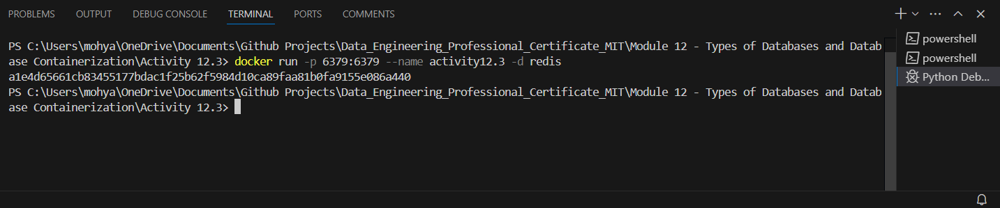 PROBLEMS OUTPUT DEBUG CONSOLE TERMINAL PORTS COMMENTS
PS C:\Users\mohya\OneDrive\Documents\Github Projects\Data_Engineering_Professional_Certificate_MIT\Module 12 - Types of Databases and Datab
ase Containerization\Activity 12.3> docker run -p 6379:6379 --name activity12.3 -d redis
a1e4d65661cb83455177bdac1f25b62f5984d10ca89faa81b0fa9155e086a440
PS C:\Users\mohya\OneDrive\Documents\Github Projects\Data_Engineering_Professional_Certificate_MIT\Module 12 - Types of Databases and Datab
ase Containerization\Activity 12.3>
powershell
powershell
Python Deb...